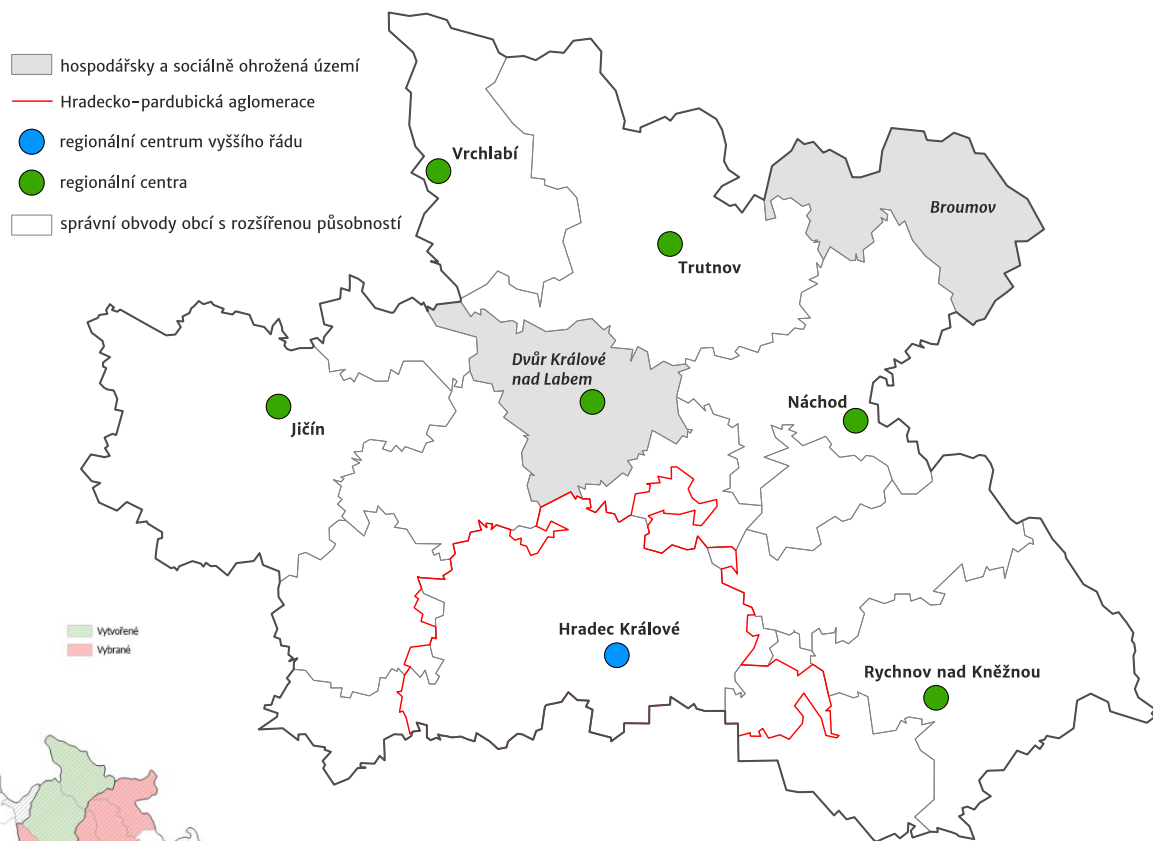 hospodářsky a sociálně ohrožená území
Hradecko-pardubická aglomerace
regionální centrum vyššího řádu
regionální centra
správní obvody obcí s rozšířenou působností
Vrchlabí
Broumov
Trutnov
Dvůr Králové
nad Labem
Náchod
Jičín
Hradec Králové
Rychnov nad Kněžnou
Vytvořené
Vybrané